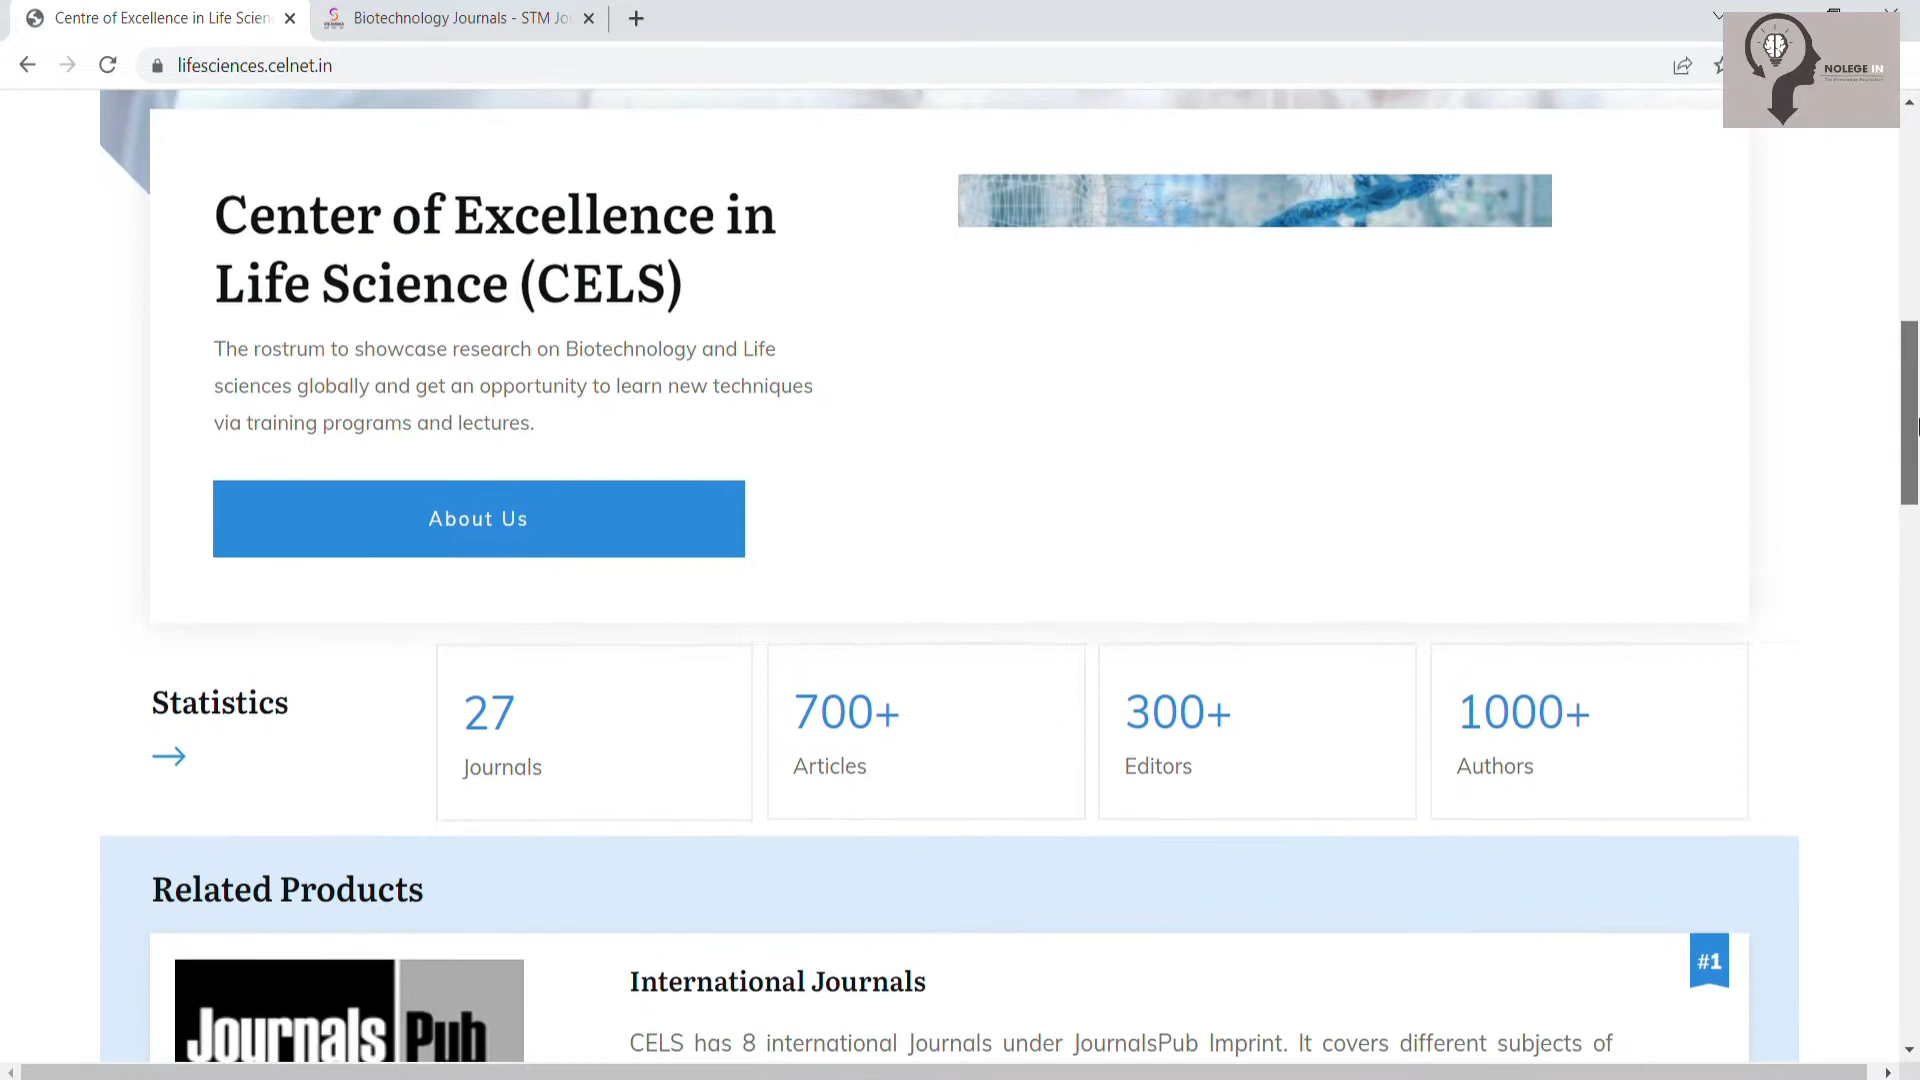 Centre of Excellence in Life Scien
Biotechnology Journals - STM Jo
lifesciences.celnet.in
NOLEGE IN
Center of Excellence in
Life Science (CELS)
The rostrum to showcase research on Biotechnology and Life
sciences globally and get an opportunity to learn new techniques
via training programs and lectures.
About Us
Statistics
27
Journals
700+
Articles
300+
Editors
1000+
Authors
Related Products
#1
Journals Pub
International Journals
CELS has 8 international Journals under JournalsPub Imprint. It covers different subjects of